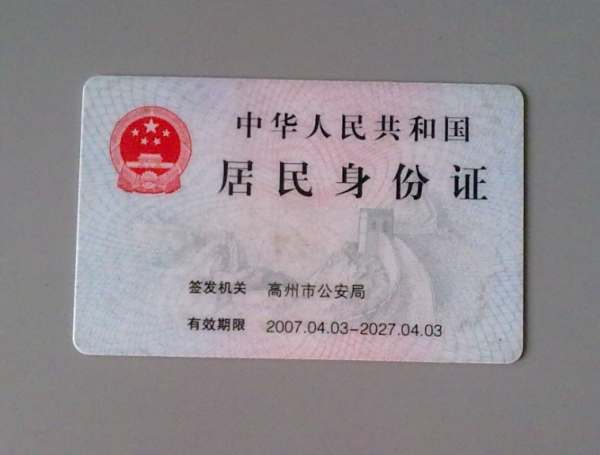 中华人民共和国
居民身份证
签发机关 高州市公安局
有效期限 2007.04.03-2027.04.03